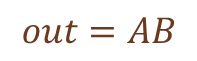 out = AB